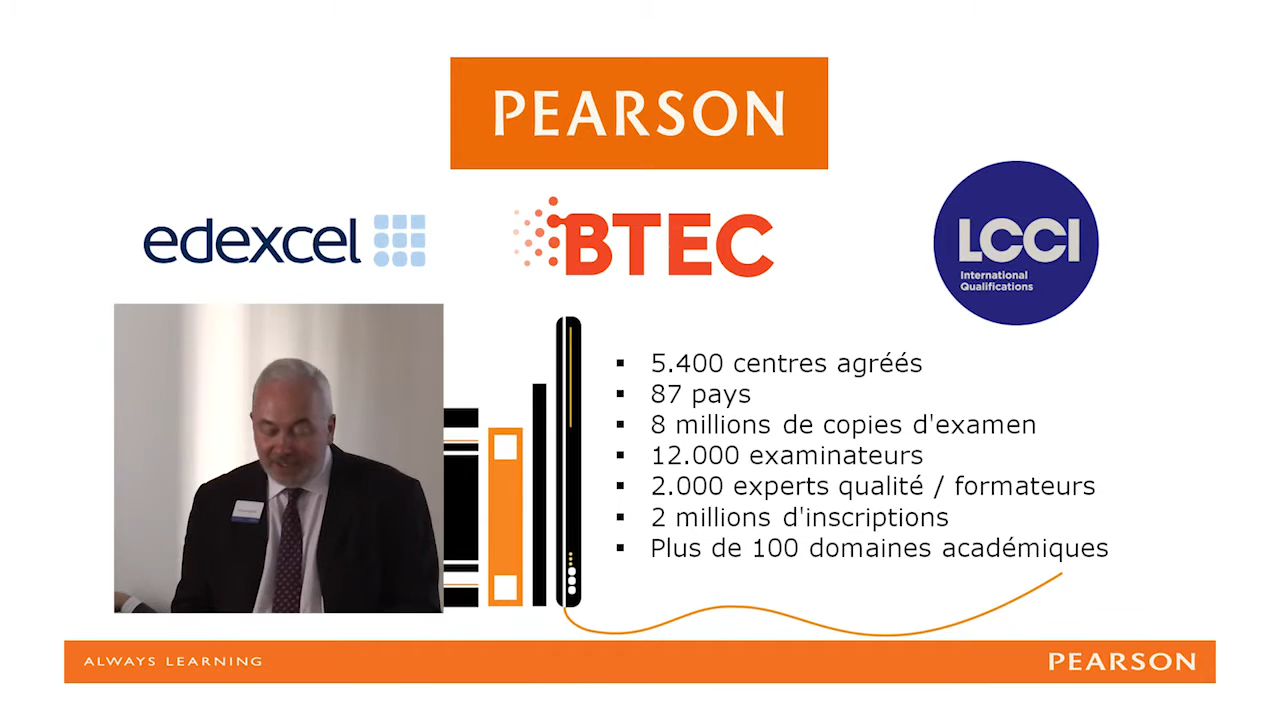 PEARSON
edexcel
BTEC
LCCI
International
Qualifications
▪ 5.400 centres agréés
▪ 87 pays
▪ 8 millions de copies d'examen
▪ 12.000 examinateurs
▪ 2.000 experts qualité / formateurs
▪ 2 millions d'inscriptions
▪ Plus de 100 domaines académiques
ALWAYS LEARNING
PEARSON